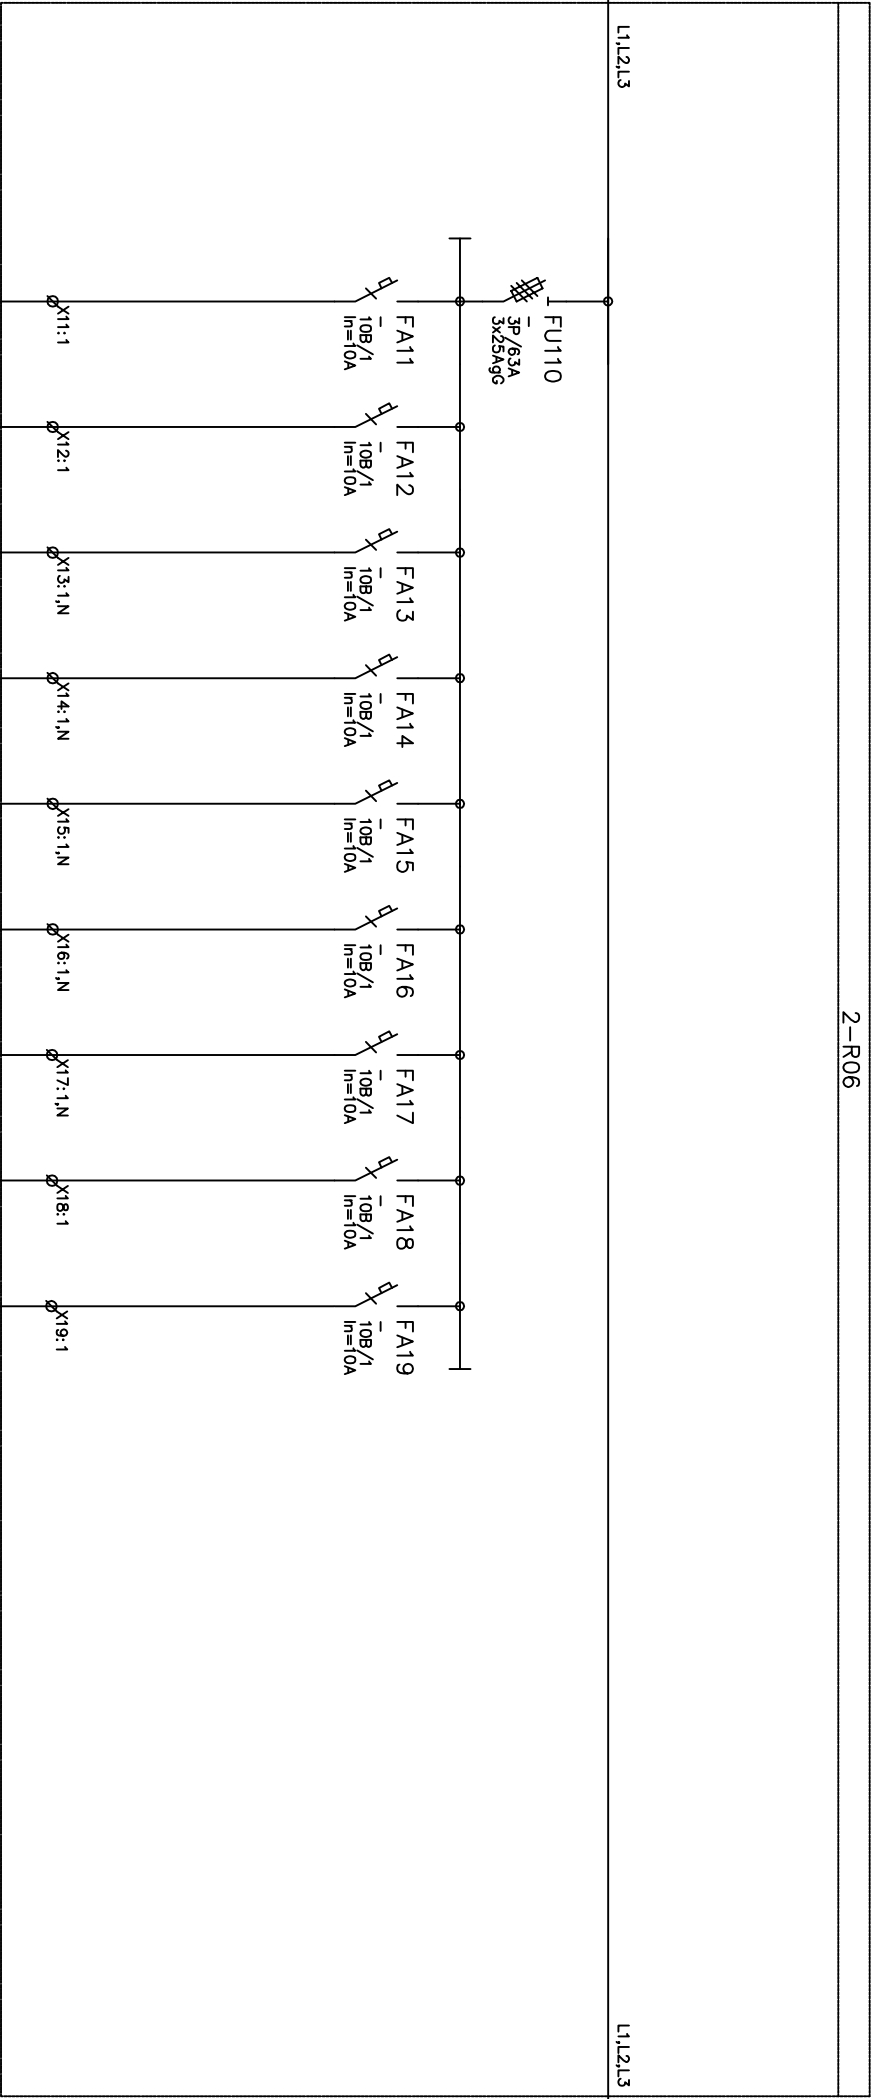 2-R06
L1,L2,L3
L1,L2,L3
FU110
-
3P/63A
3x25AgG
FA11
-
10B/1
In=10A
FA12
-
10B/1
In=10A
FA13
-
10B/1
In=10A
FA14
-
10B/1
In=10A
FA15
-
10B/1
In=10A
FA16
-
10B/1
In=10A
FA17
-
10B/1
In=10A
FA18
-
10B/1
In=10A
FA19
-
10B/1
In=10A
X11:1
X12:1
X13:1,N
X14:1,N
X15:1,N
X16:1,N
X17:1,N
X18:1
X19:1